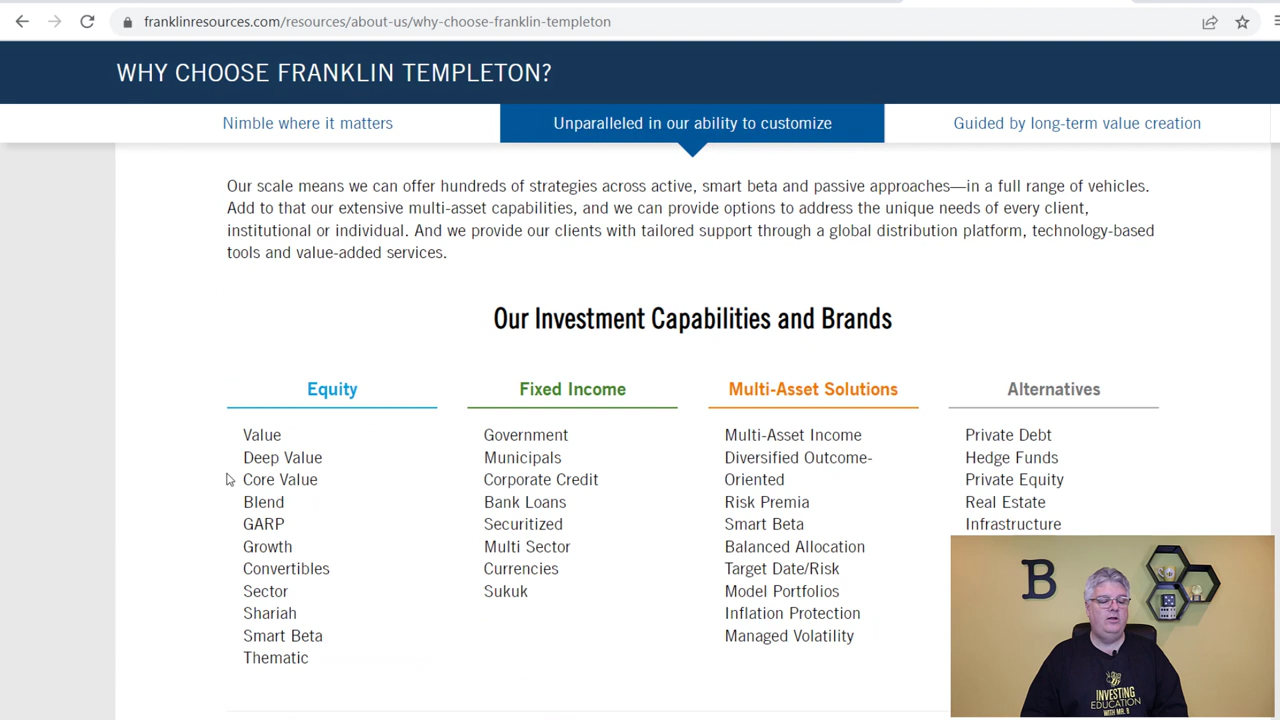 franklinresources.com/resources/about-us/why-choose-franklin-templeton
WHY CHOOSE FRANKLIN TEMPLETON?
Nimble where it matters
Unparalleled in our ability to customize
Guided by long-term value creation
Our scale means we can offer hundreds of strategies across active, smart beta and passive approaches—in a full range of vehicles.
Add to that our extensive multi-asset capabilities, and we can provide options to address the unique needs of every client,
institutional or individual. And we provide our clients with tailored support through a global distribution platform, technology-based
tools and value-added services.
Our Investment Capabilities and Brands
Equity
Value
Deep Value
Core Value
Blend
GARP
Growth
Convertibles
Sector
Shariah
Smart Beta
Thematic
Fixed Income
Government
Municipals
Corporate Credit
Bank Loans
Securitized
Multi Sector
Currencies
Sukuk
Multi-Asset Solutions
Multi-Asset Income
Diversified Outcome-
Oriented
Risk Premia
Smart Beta
Balanced Allocation
Target Date/Risk
Model Portfolios
Inflation Protection
Managed Volatility
Alternatives
Private Debt
Hedge Funds
Private Equity
Real Estate
Infrastructure
B
INVESTING
EDUCATION
WITH MR. B